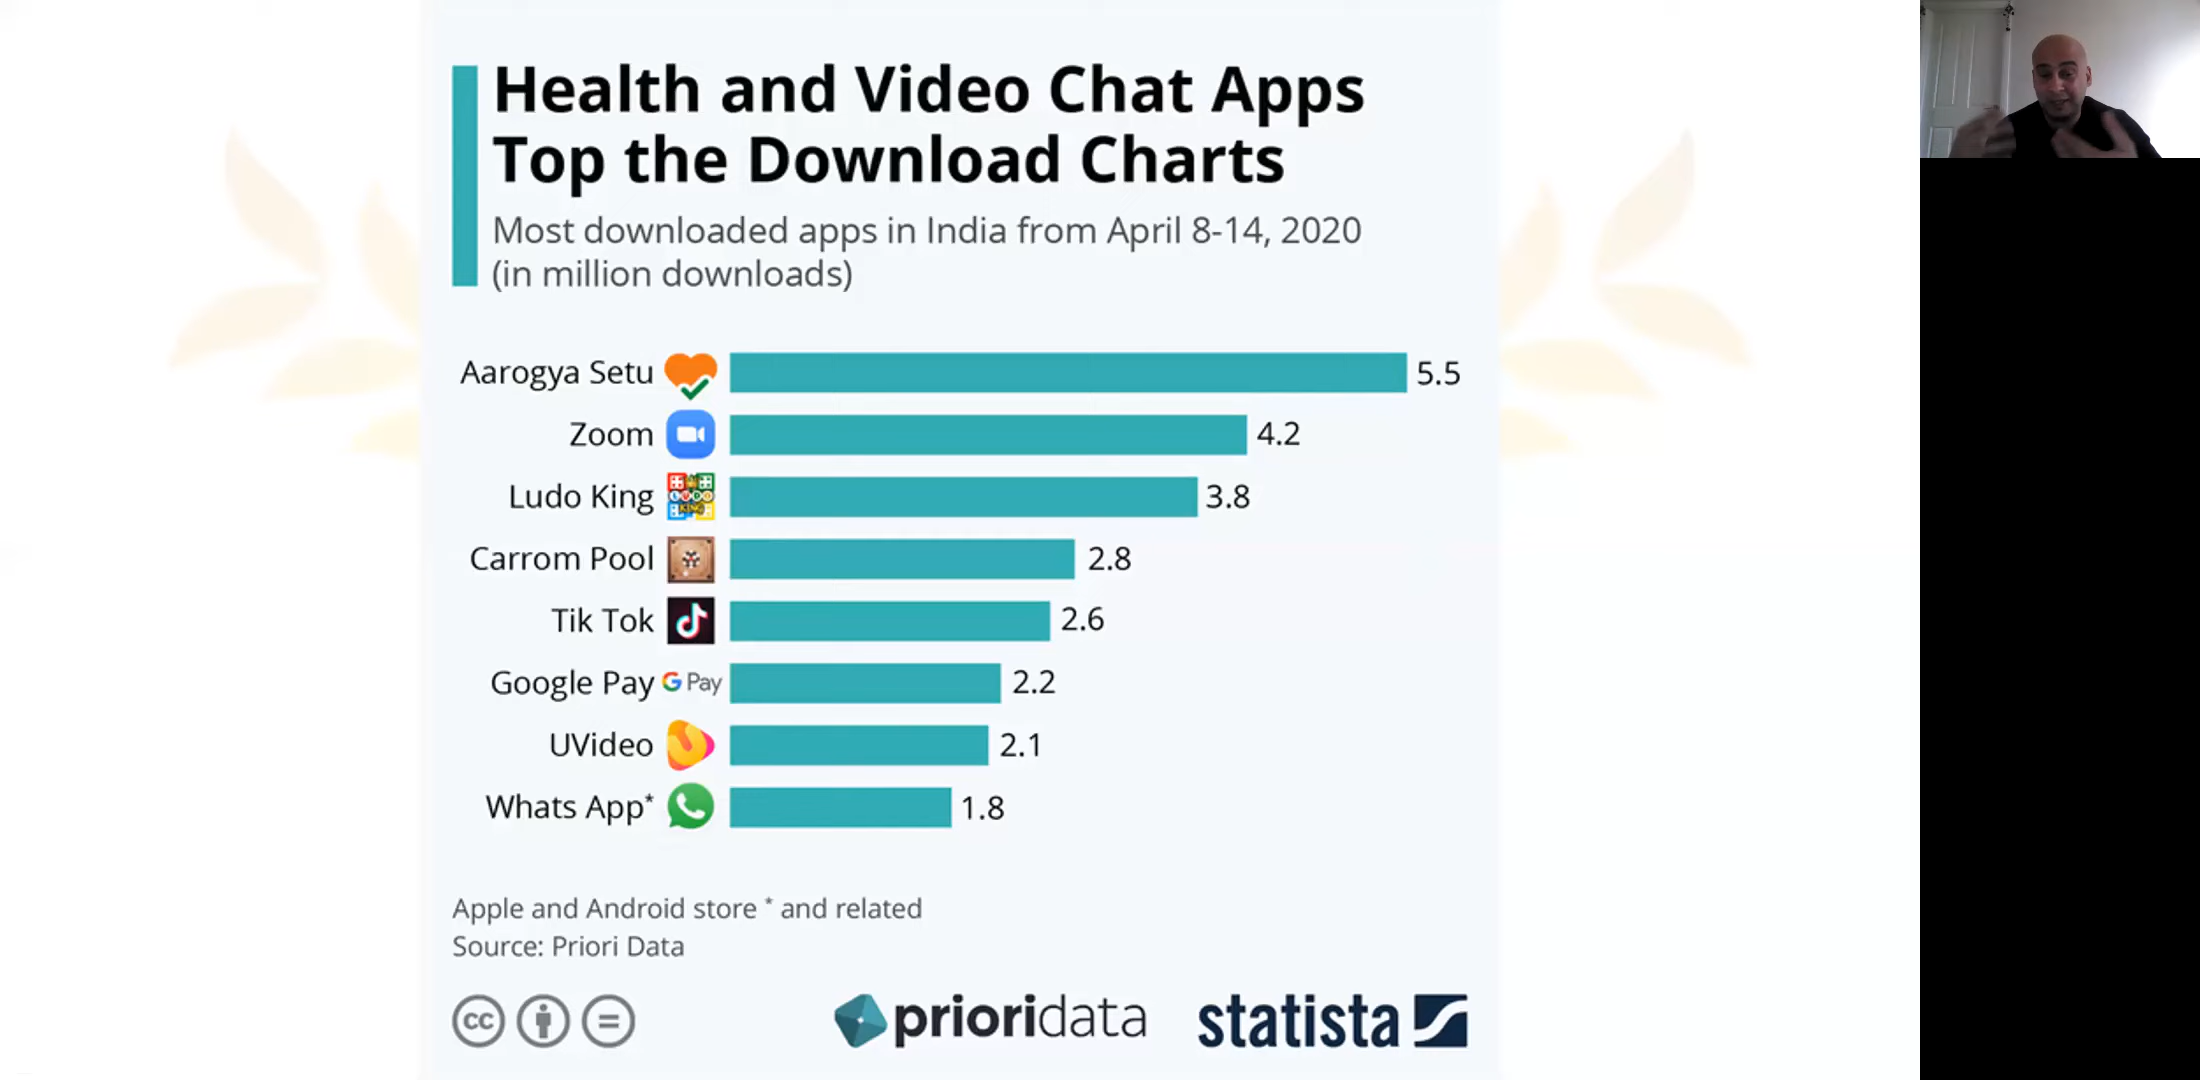 Health and Video Chat Apps
Top the Download Charts
Most downloaded apps in India from April 8-14, 2020
(in million downloads)
Aarogya Setu 5.5
Zoom 4.2
Ludo King LUDO KING 3.8
Carrom Pool 2.8
Tik Tok 2.6
Google Pay G Pay 2.2
UVideo 2.1
Whats App* 1.8
Apple and Android store * and related
Source: Priori Data
cc = prioridata statista